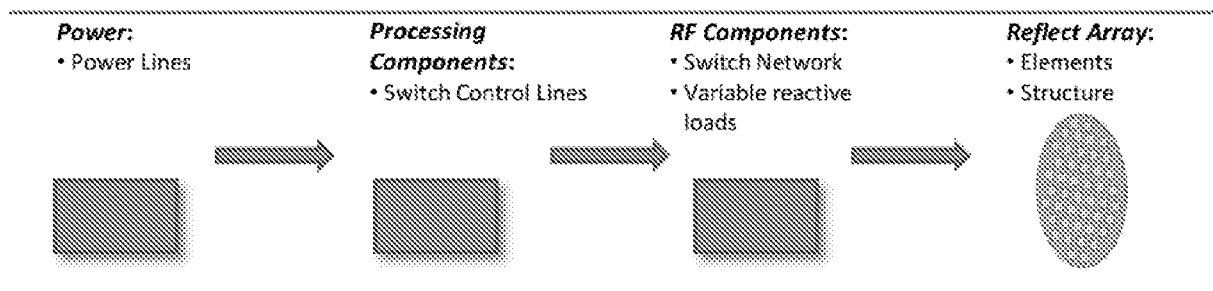 Power:
• Power Lines
Processing
Components:
• Switch Control Lines
RF Components:
• Switch Network
• Variable reactive
loads
Reflect Array:
• Elements
• Structure